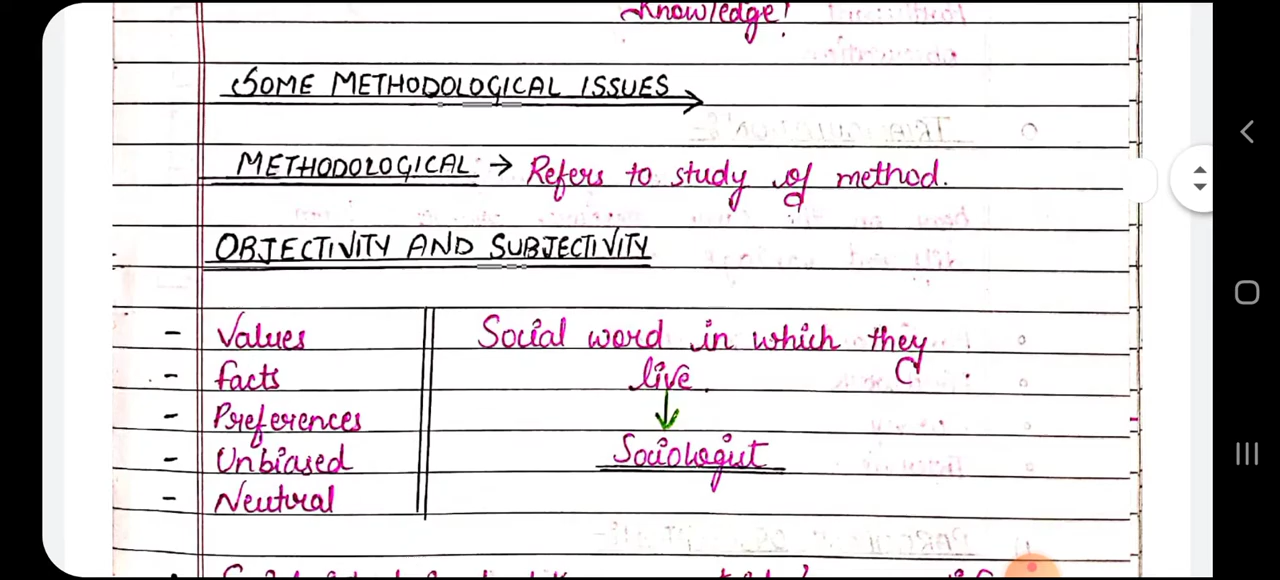 Knowledge!
SOME METHODOLOGICAL ISSUES →
METHODOLOGICAL → Refers to study of method.
OBJECTIVITY AND SUBJECTIVITY
- Values
- facts
- Preferences
- Unbiased
- Neutral
Social word in which they
live
↓
Sociologist